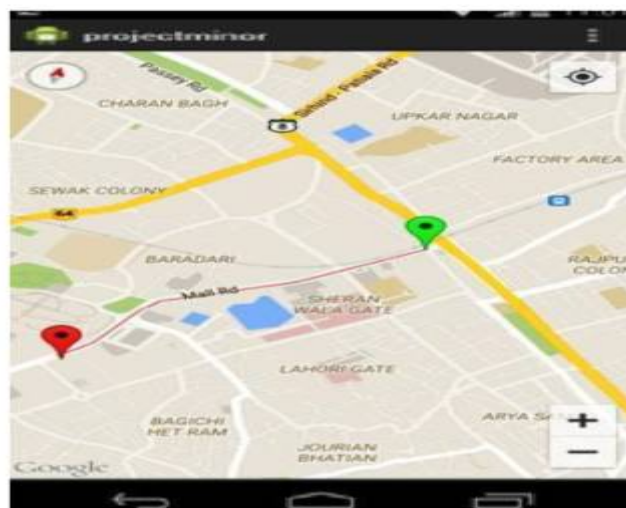 projectminor
Passey Rd
Sirhind - Patiala Rd
CHARAN BAGH
UPKAR NAGAR
FACTORY AREA
SEWAK COLONY
64
BARADARI
Mall Rd
SHERAN
WALA GATE
LAHORI GATE
BAGICHI
HET RAM
JOURIAN
BHATIAN
Google